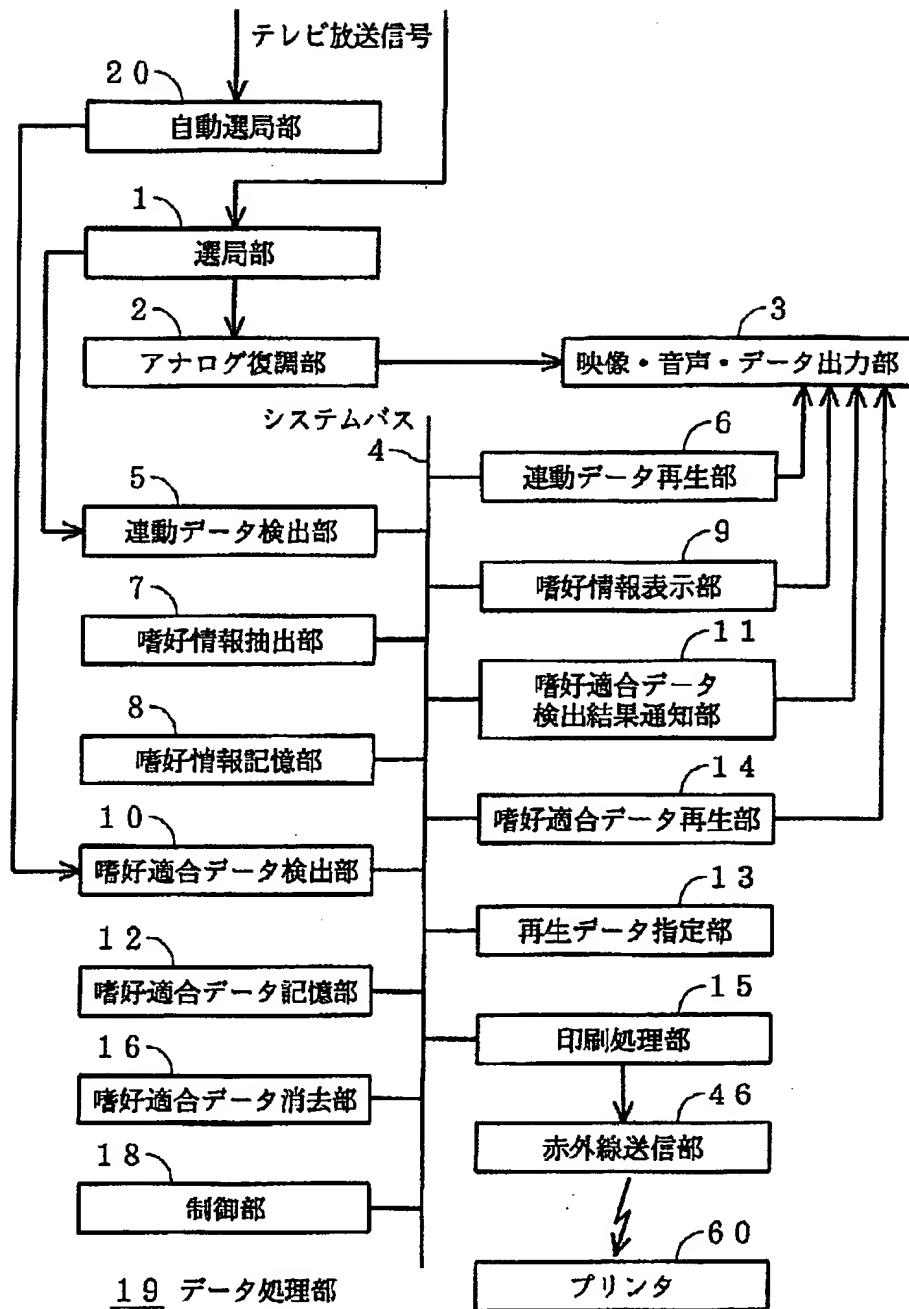 テレビ放送信号
20
自動選局部
1
選局部
2
アナログ復調部
3
映像・音声・データ出力部
システムバス
4
5
連動データ検出部
6
連動データ再生部
7
嗜好情報抽出部
9
嗜好情報表示部
8
嗜好情報記憶部
11
嗜好適合データ
検出結果通知部
10
嗜好適合データ検出部
14
嗜好適合データ再生部
12
嗜好適合データ記憶部
13
再生データ指定部
16
嗜好適合データ消去部
15
印刷処理部
18
制御部
46
赤外線送信部
60
プリンタ
19 データ処理部